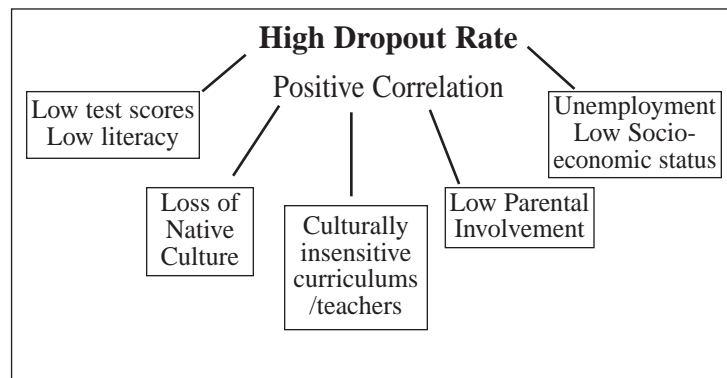 High Dropout Rate
Positive Correlation
Low test scores
Low literacy
Unemployment
Low Socio-
economic status
Loss of
Native
Culture
Culturally
insensitive
curriculums
/teachers
Low Parental
Involvement